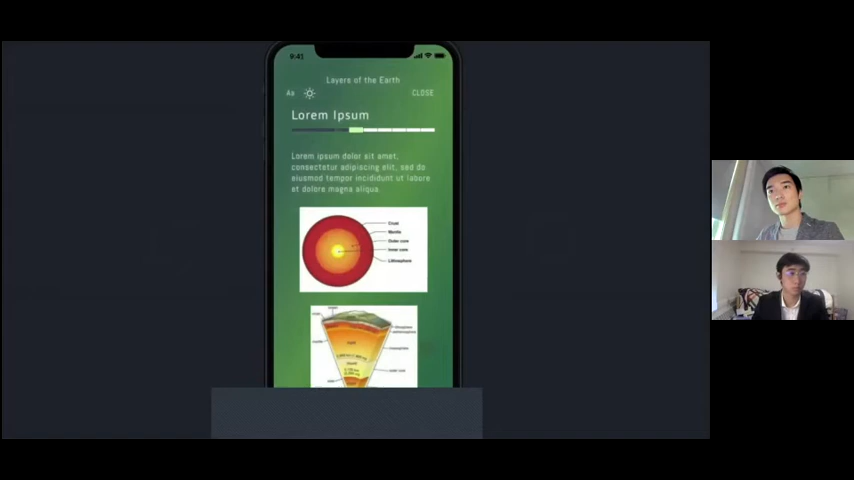 9:41
Layers of the Earth
Aa
CLOSE
Lorem Ipsum
Lorem ipsum dolor sit amet,
consectetur adipiscing elit, sed do
eiusmod tempor incididunt ut labore
et dolore magna aliqua.
Crust
Mantle
Outer core
Inner core
Lithosphere